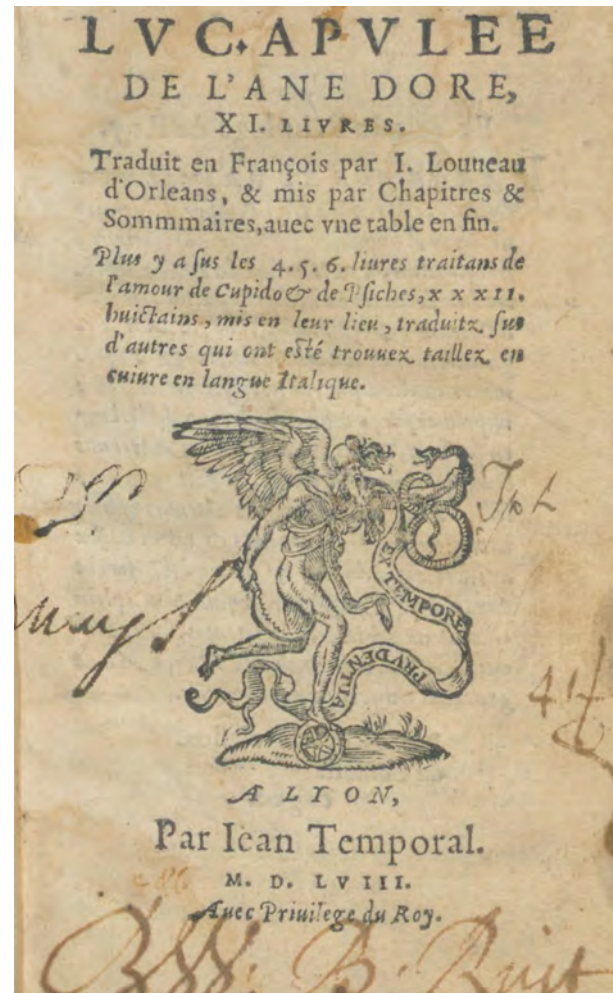 LVC. APVLEE
DE L'ANE DORE,
XI. LIVRES.
Traduit en François par I. Louueau
d'Orleans, & mis par Chapitres &
Sommmaires, auec vne table en fin.
Plus y a sus les 4. 5. 6. liures traitans de
l'amour de Cupido & de Psiches, x x x II.
huictains, mis en leur lieu, traduitz sus
d'autres qui ont esté trouuez taillez en
cuiure en langue Italique.
EX TEMPORE
PRVDENTIA
41
A LYON,
Par Iean Temporal.
M. D. LVIII.
Auec Priuilege du Roy.